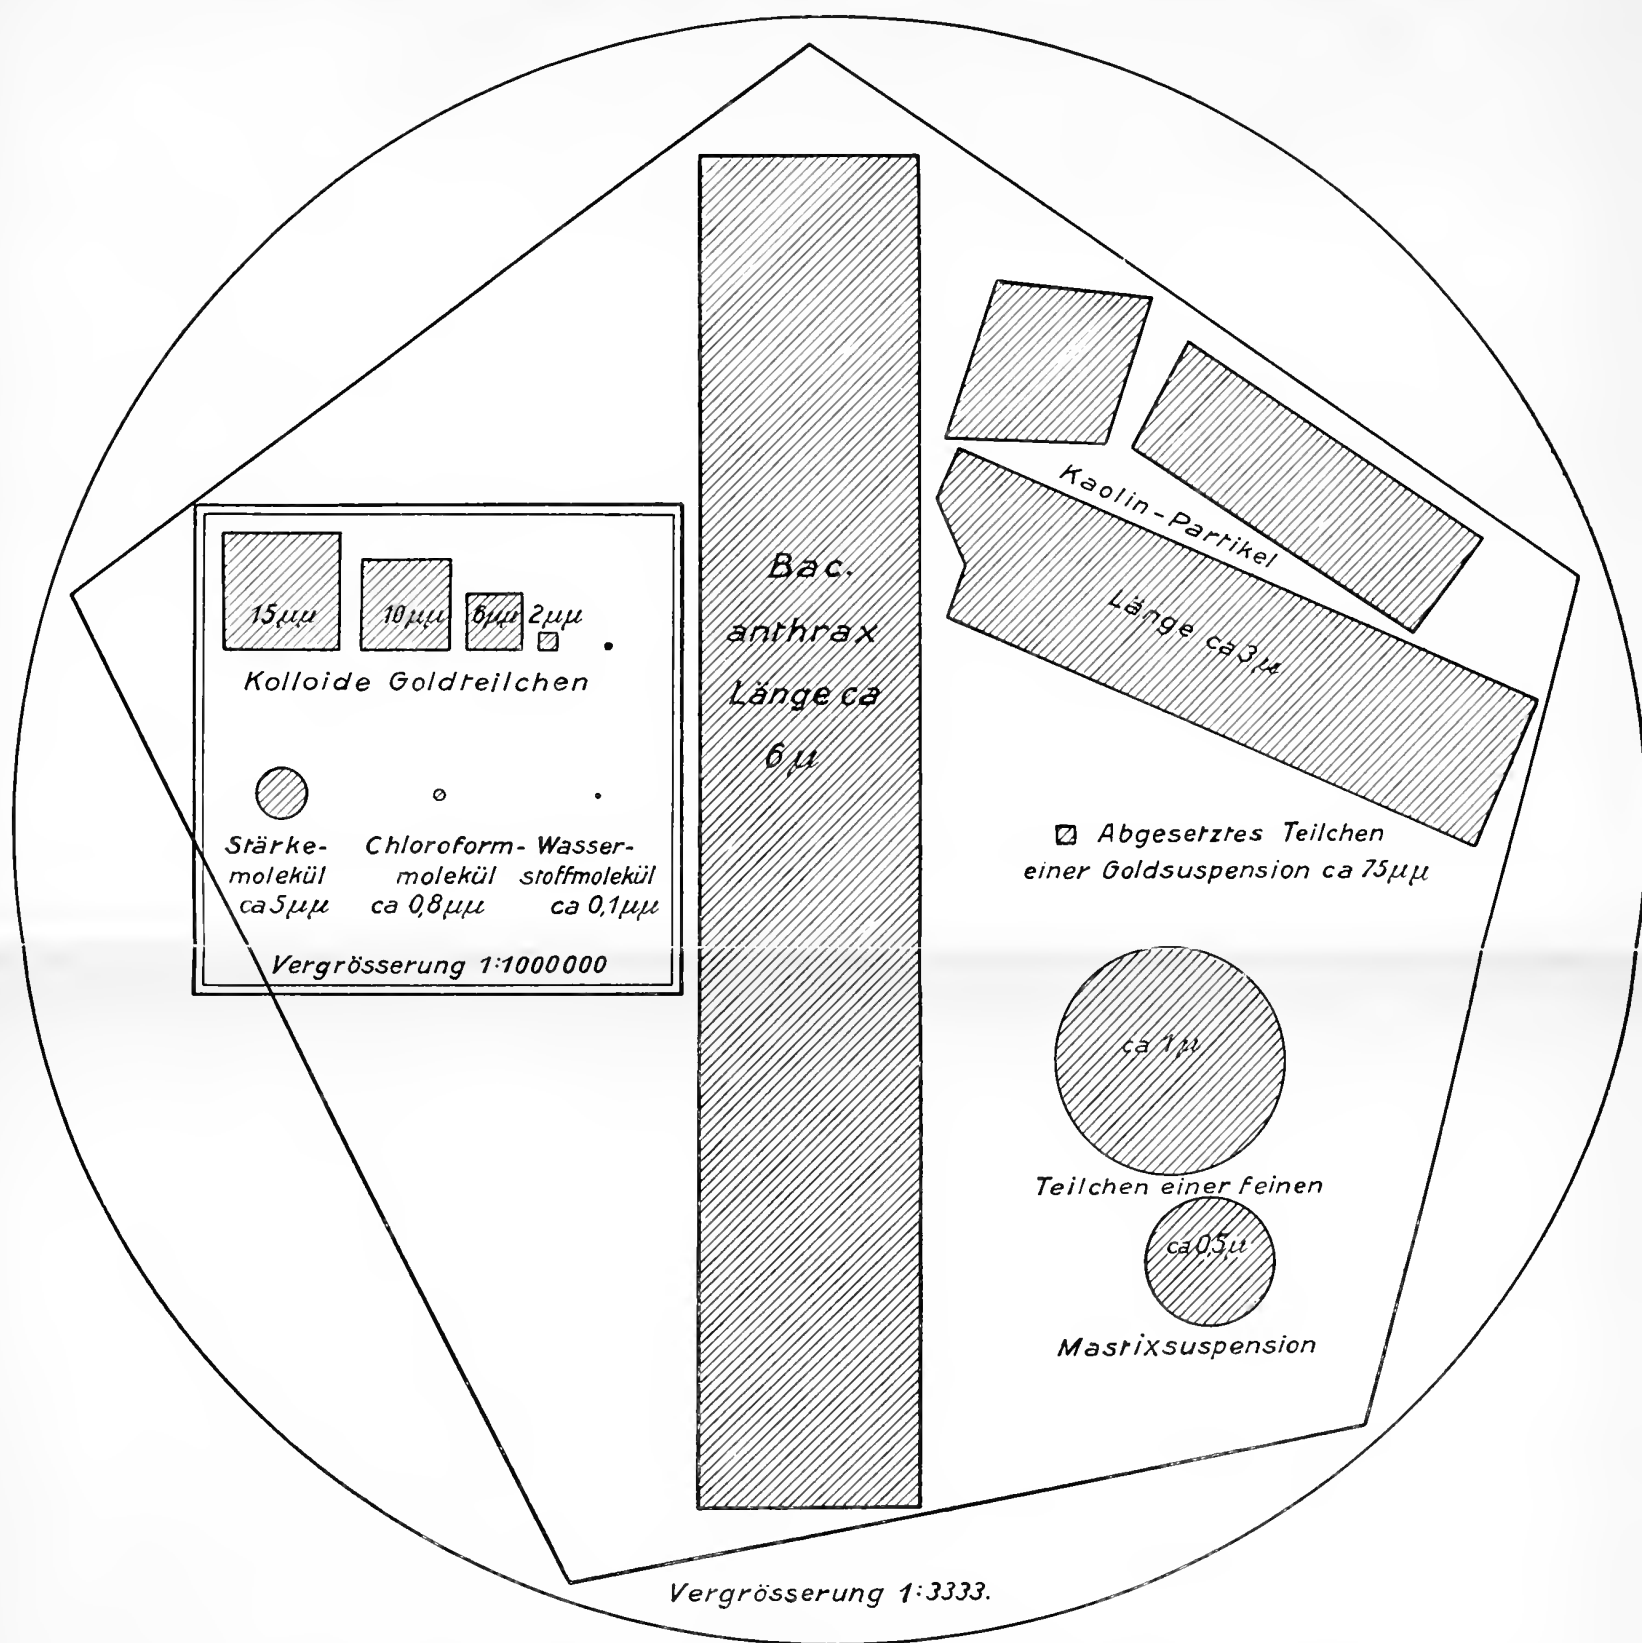 15µµ 10µµ 6µµ 2µµ
Kolloide Goldteilchen
Stärke-
molekül
ca 5µµ
Chloroform-
molekül
ca 0,8µµ
Wasser-
stoffmolekül
ca 0,1µµ
Vergrösserung 1:1000000
Bac.
anthrax
Länge ca
6µ
Kaolin-Partikel
Länge ca 3µ
Abgesetztes Teilchen
einer Goldsuspension ca 75µµ
ca 1µ
Teilchen einer feinen
ca 0,5µ
Mastixsuspension
Vergrösserung 1:3333.